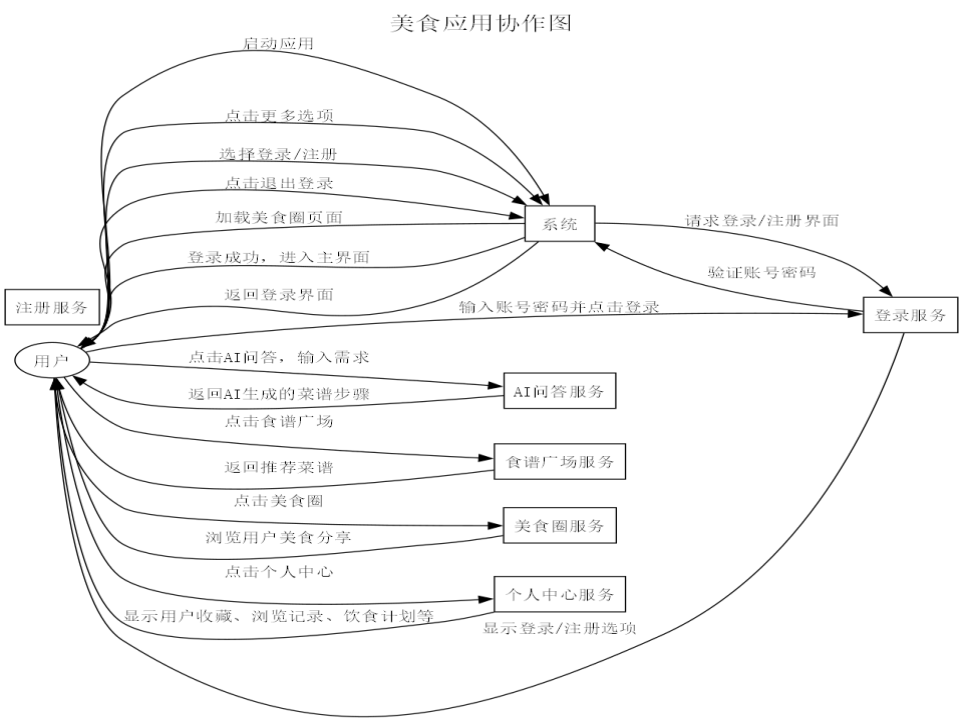 美食应用协作图
启动应用
点击更多选项
选择登录/注册
点击退出登录
加载美食圈页面
系统
请求登录/注册界面
登录成功，进入主界面
验证账号密码
返回登录界面
注册服务
输入账号密码并点击登录
登录服务
用户
点击AI问答，输入需求
返回AI生成的菜谱步骤
AI问答服务
点击食谱广场
返回推荐菜谱
食谱广场服务
点击美食圈
美食圈服务
浏览用户美食分享
点击个人中心
个人中心服务
显示用户收藏、浏览记录、饮食计划等
显示登录/注册选项